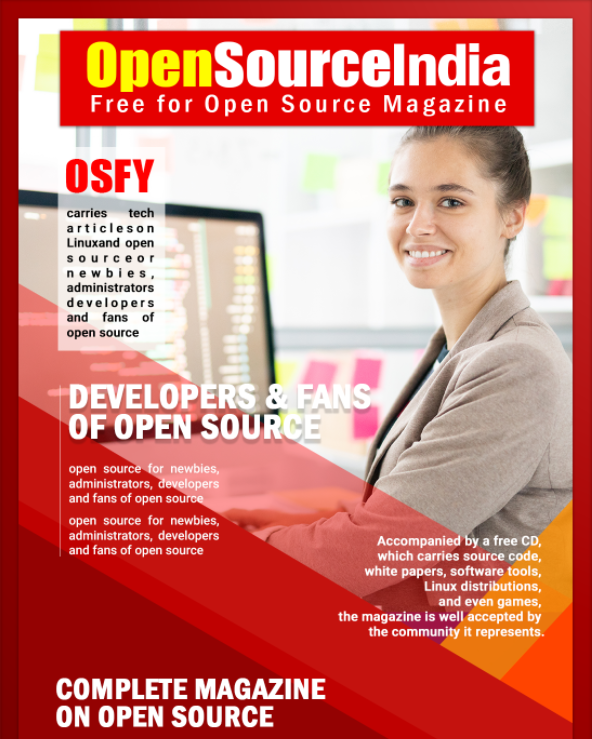 OpenSourceIndia
Free for Open Source Magazine
OSFY
carries tech
articleson
Linuxand open
sourceor
newbies,
administrators
developers
and fans of
open source
DEVELOPERS & FANS
OF OPEN SOURCE
open source for newbies,
administrators, developers
and fans of open source
open source for newbies,
administrators, developers
and fans of open source
Accompanied by a free CD,
which carries source code,
white papers, software tools,
Linux distributions,
and even games,
the magazine is well accepted by
the community it represents.
COMPLETE MAGAZINE
ON OPEN SOURCE